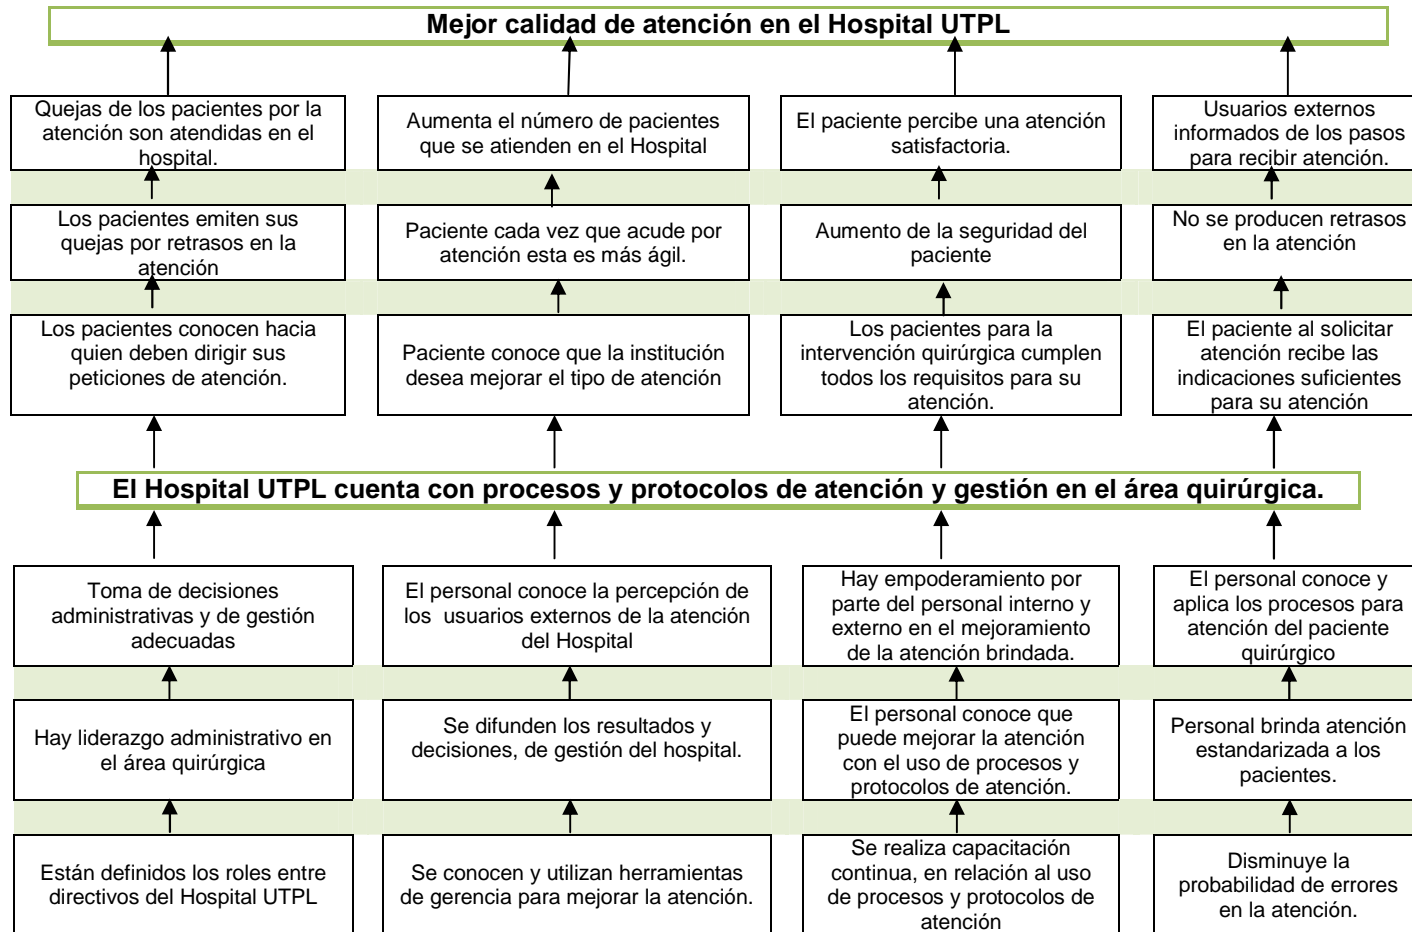 Mejor calidad de atención en el Hospital UTPL
Quejas de los pacientes por la
atención son atendidas en el
hospital.
Aumenta el número de pacientes
que se atienden en el Hospital
El paciente percibe una atención
satisfactoria.
Usuarios externos
informados de los pasos
para recibir atención.
Los pacientes emiten sus
quejas por retrasos en la
atención
Paciente cada vez que acude por
atención esta es más ágil.
Aumento de la seguridad del
paciente
No se producen retrasos
en la atención
Los pacientes conocen hacia
quien deben dirigir sus
peticiones de atención.
Paciente conoce que la institución
desea mejorar el tipo de atención
Los pacientes para la
intervención quirúrgica cumplen
todos los requisitos para su
atención.
El paciente al solicitar
atención recibe las
indicaciones suficientes
para su atención
El Hospital UTPL cuenta con procesos y protocolos de atención y gestión en el área quirúrgica.
Toma de decisiones
administrativas y de gestión
adecuadas
El personal conoce la percepción de
los usuarios externos de la atención
del Hospital
Hay empoderamiento por
parte del personal interno y
externo en el mejoramiento
de la atención brindada.
El personal conoce y
aplica los procesos para
atención del paciente
quirúrgico
Hay liderazgo administrativo en
el área quirúrgica
Se difunden los resultados y
decisiones, de gestión del hospital.
El personal conoce que
puede mejorar la atención
con el uso de procesos y
protocolos de atención.
Personal brinda atención
estandarizada a los
pacientes.
Están definidos los roles entre
directivos del Hospital UTPL
Se conocen y utilizan herramientas
de gerencia para mejorar la atención.
Se realiza capacitación
continua, en relación al uso
de procesos y protocolos de
atención
Disminuye la
probabilidad de errores
en la atención.